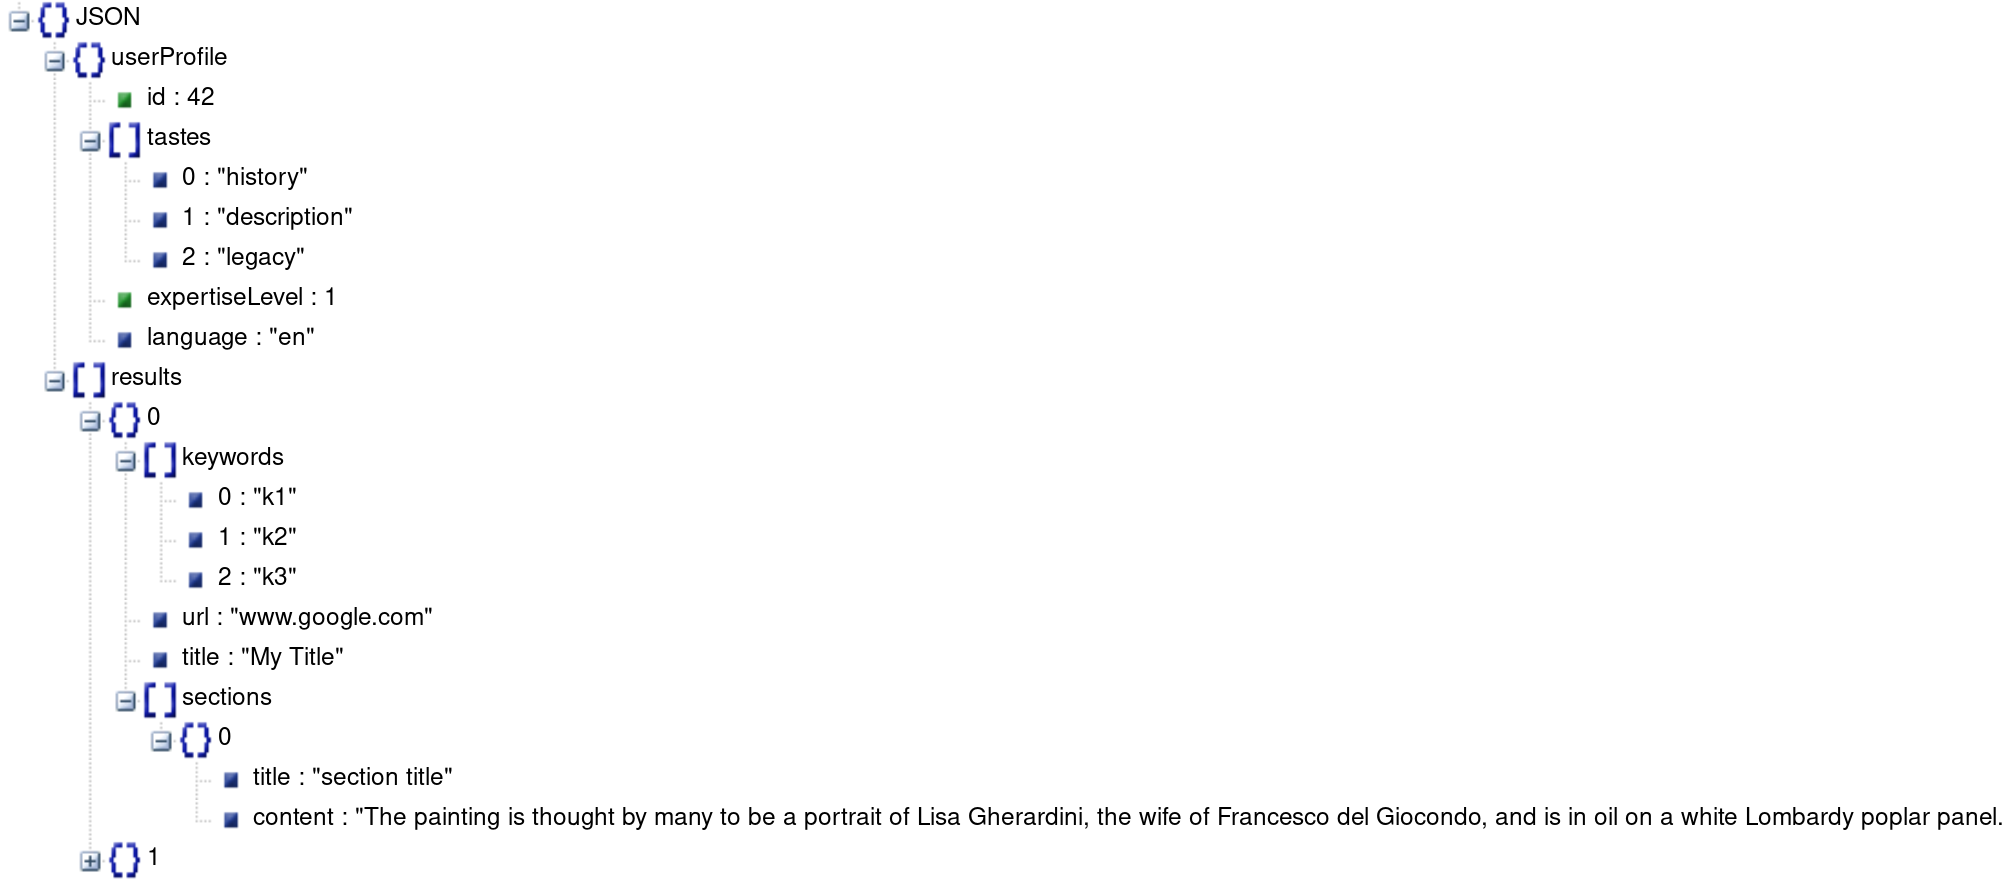 JSON
userProfile
id : 42
tastes
0 : "history"
1 : "description"
2 : "legacy"
expertiseLevel : 1
language : "en"
results
0
keywords
0 : "k1"
1 : "k2"
2 : "k3"
url : "www.google.com"
title : "My Title"
sections
0
title : "section title"
content : "The painting is thought by many to be a portrait of Lisa Gherardini, the wife of Francesco del Giocondo, and is in oil on a white Lombardy poplar panel.
1